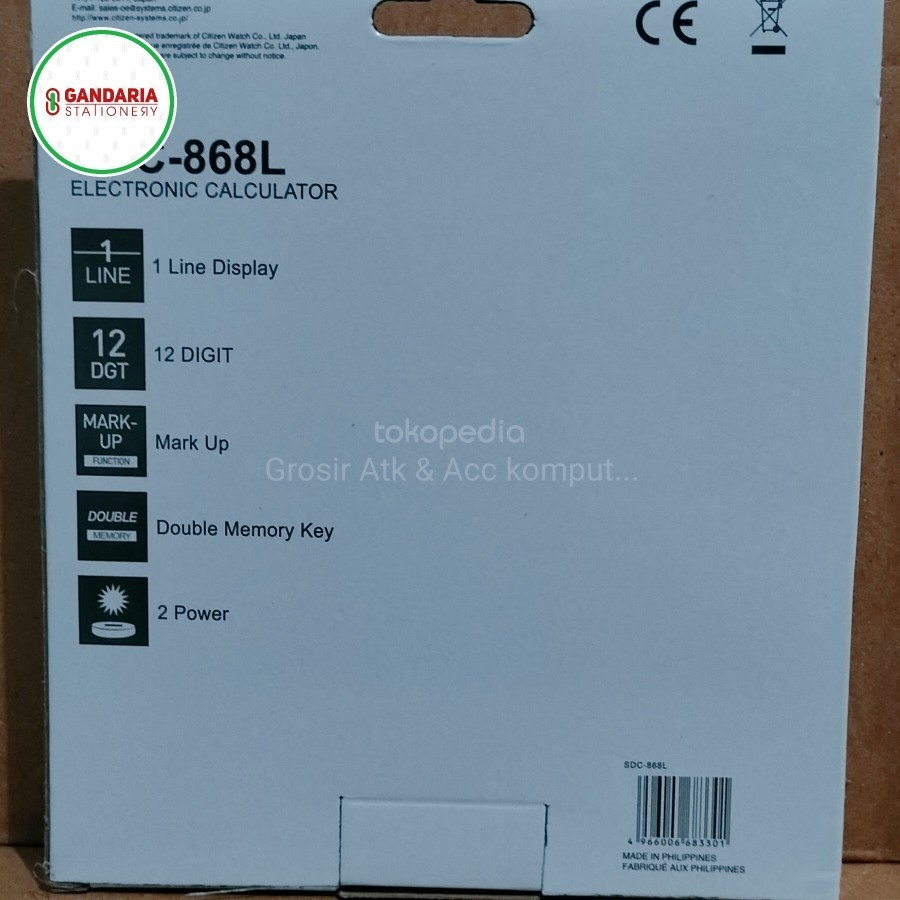 E-mail: sales-oe@systems.citizen.co.jp
http://www.citizen-systems.co.jp/
trademark of Citizen Watch Co., Ltd. Japan
enregistrée de Citizen Watch Co., Ltd. Japon.
are subject to change without notice.
GANDARIA
STATIONERY
CE
C-868L
ELECTRONIC CALCULATOR
1 LINE
1 Line Display
12 DGT
12 DIGIT
MARK-UP FUNCTION
Mark Up
tokopedia
Grosir Atk & Acc komput...
DOUBLE MEMORY
Double Memory Key
2 Power
SDC-868L
4 966006 683301
MADE IN PHILIPPINES
FABRIQUÉ AUX PHILIPPINES